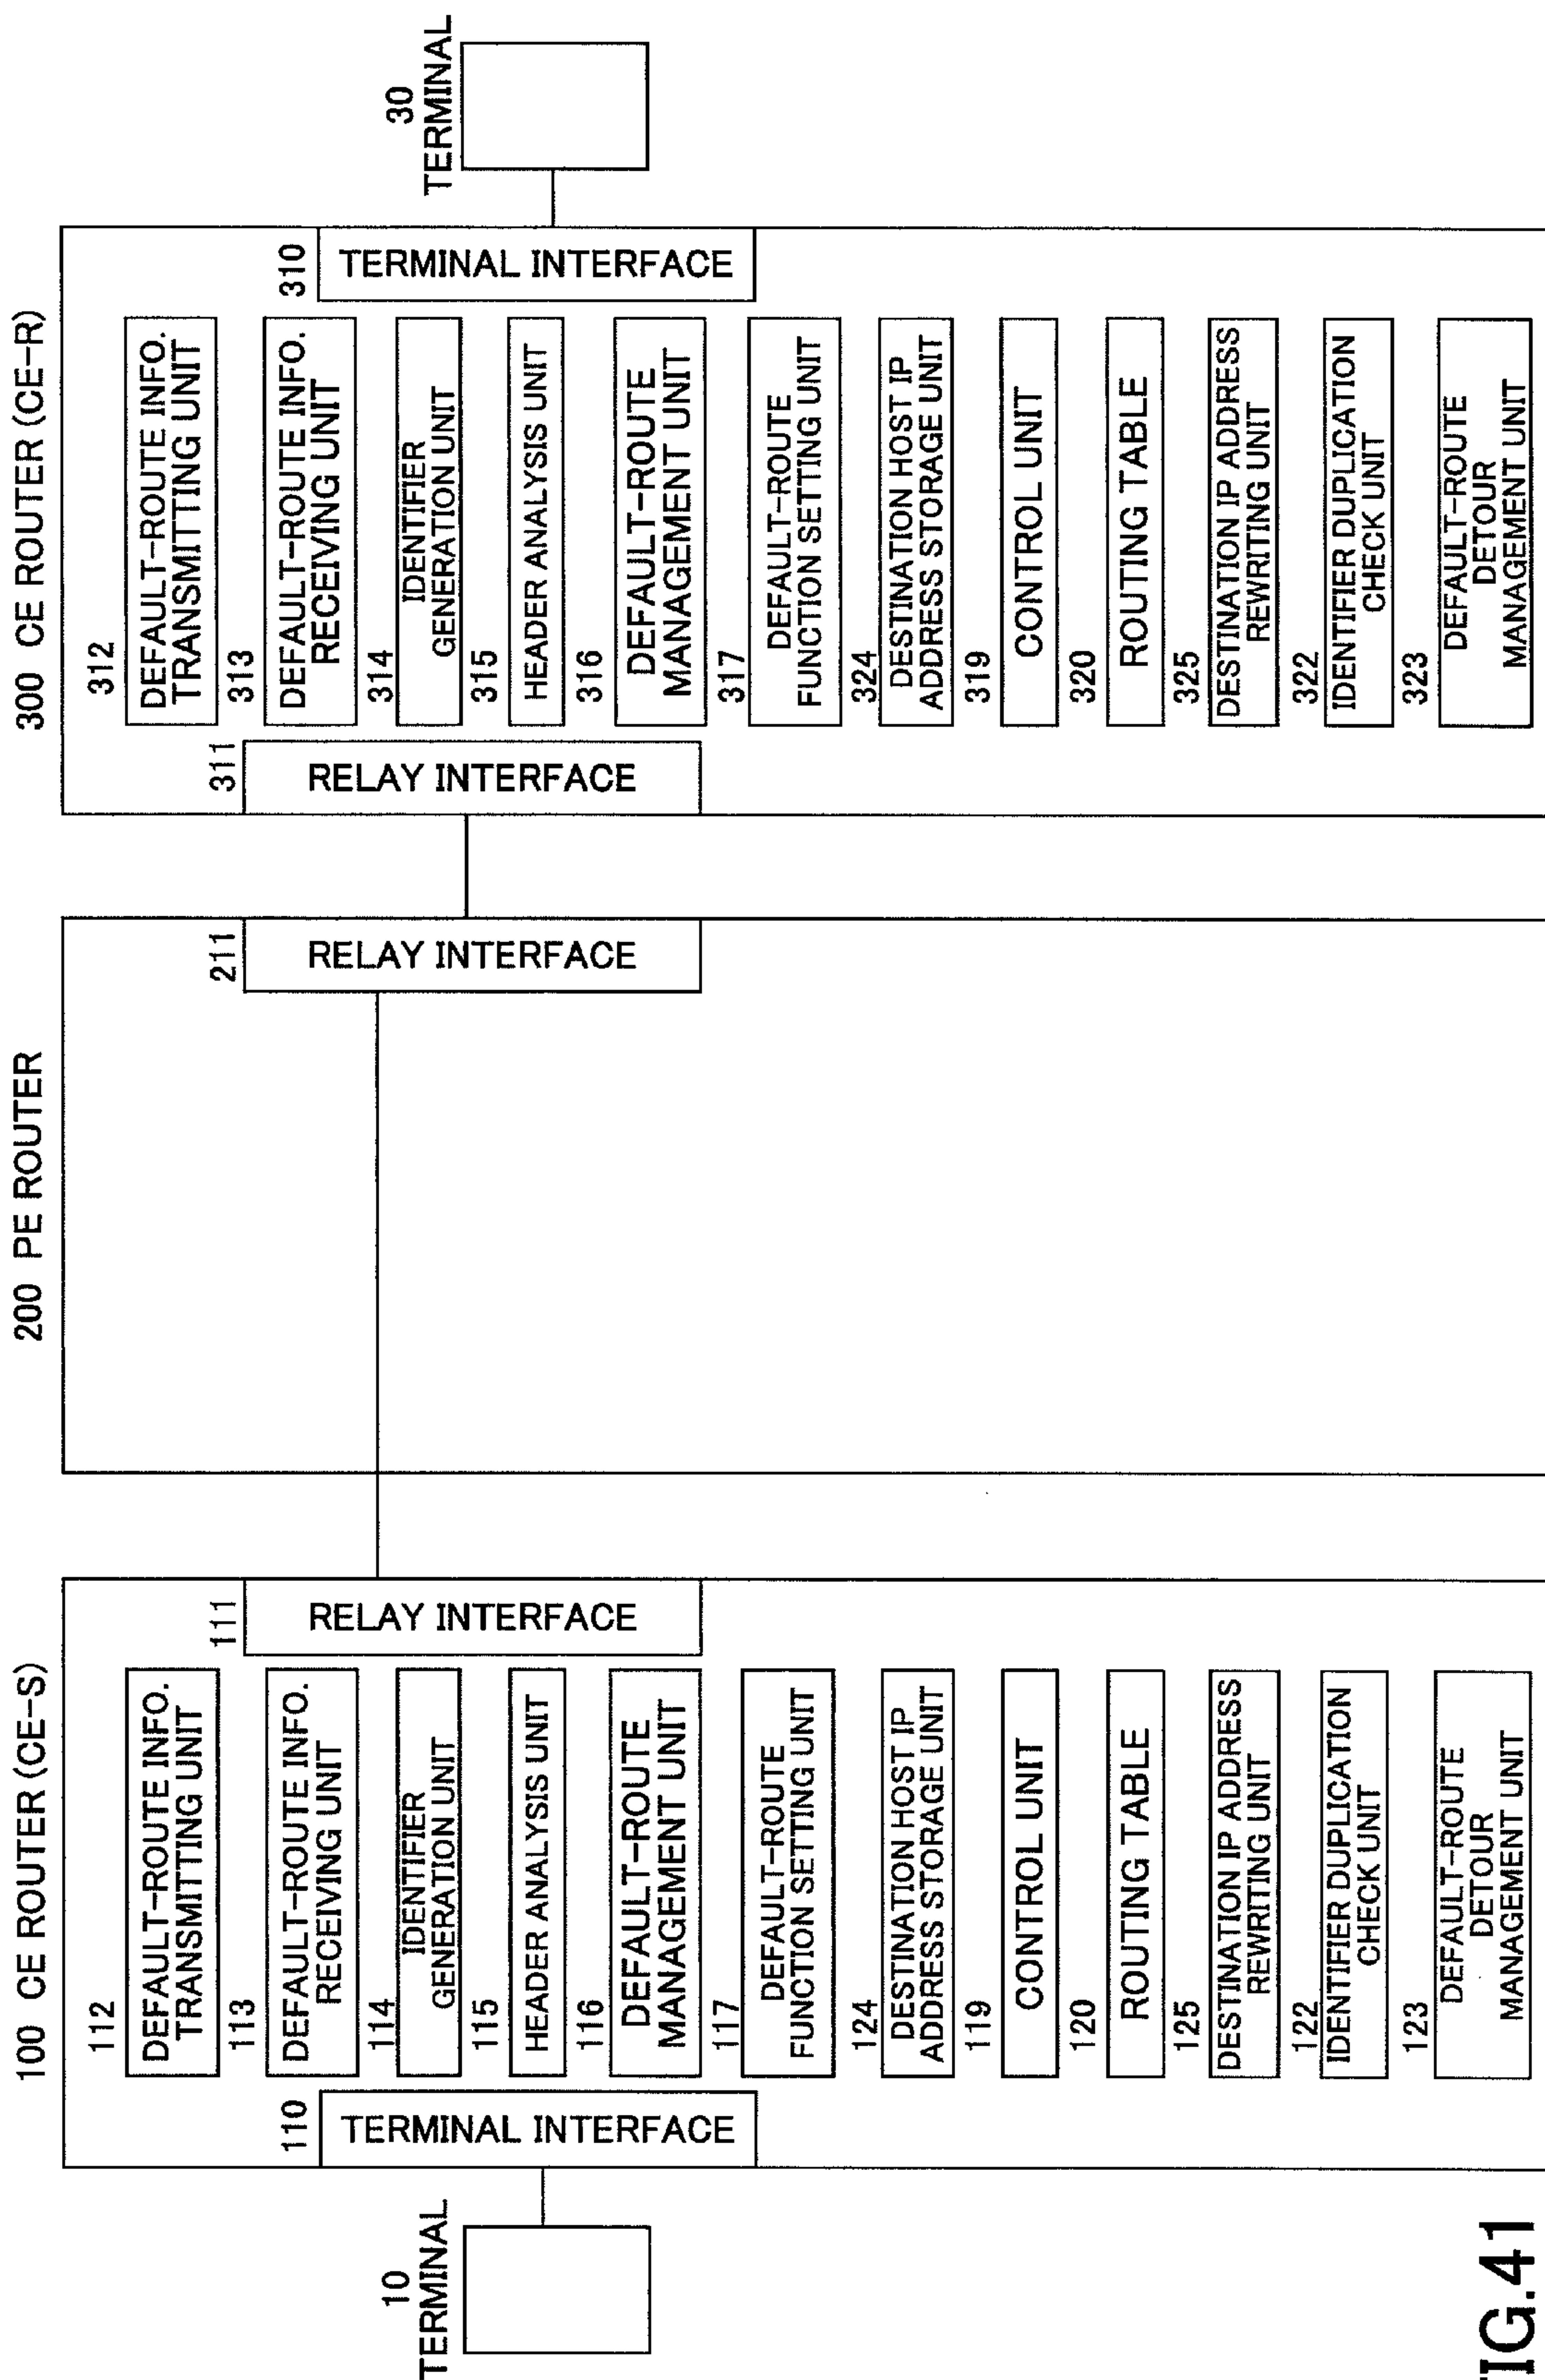 10
TERMINAL
100 CE ROUTER (CE-S)
110
TERMINAL INTERFACE
112
DEFAULT-ROUTE INFO.
TRANSMITTING UNIT
113
DEFAULT-ROUTE INFO.
RECEIVING UNIT
114
IDENTIFIER
GENERATION UNIT
115
HEADER ANALYSIS UNIT
116
DEFAULT-ROUTE
MANAGEMENT UNIT
117
DEFAULT-ROUTE
FUNCTION SETTING UNIT
124
DESTINATION HOST IP
ADDRESS STORAGE UNIT
119
CONTROL UNIT
120
ROUTING TABLE
125
DESTINATION IP ADDRESS
REWRITING UNIT
122
IDENTIFIER DUPLICATION
CHECK UNIT
123
DEFAULT-ROUTE
DETOUR
MANAGEMENT UNIT
111
RELAY INTERFACE
200 PE ROUTER
211
RELAY INTERFACE
300 CE ROUTER (CE-R)
311
RELAY INTERFACE
312
DEFAULT-ROUTE INFO.
TRANSMITTING UNIT
313
DEFAULT-ROUTE INFO.
RECEIVING UNIT
314
IDENTIFIER
GENERATION UNIT
315
HEADER ANALYSIS UNIT
316
DEFAULT-ROUTE
MANAGEMENT UNIT
317
DEFAULT-ROUTE
FUNCTION SETTING UNIT
324
DESTINATION HOST IP
ADDRESS STORAGE UNIT
319
CONTROL UNIT
320
ROUTING TABLE
325
DESTINATION IP ADDRESS
REWRITING UNIT
322
IDENTIFIER DUPLICATION
CHECK UNIT
323
DEFAULT-ROUTE
DETOUR
MANAGEMENT UNIT
310
TERMINAL INTERFACE
30
TERMINAL
FIG.41